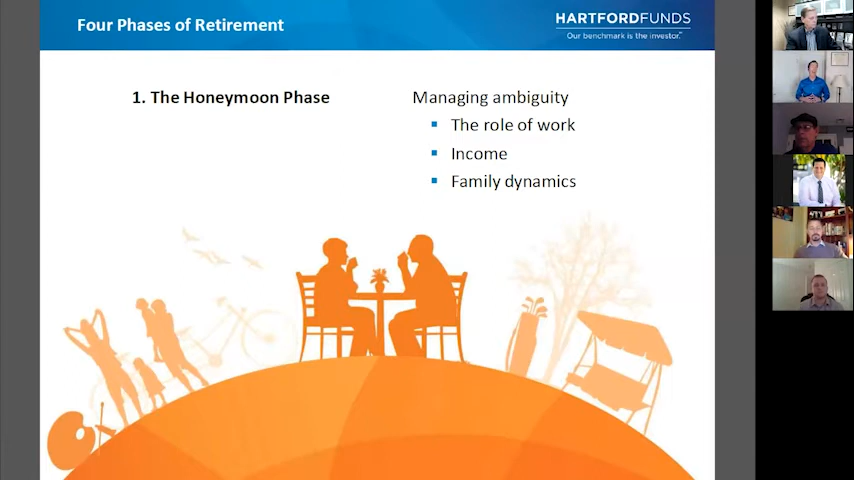 Four Phases of Retirement
HARTFORDFUNDS
Our benchmark is the investor.℠
1. The Honeymoon Phase
Managing ambiguity
▪ The role of work
▪ Income
▪ Family dynamics